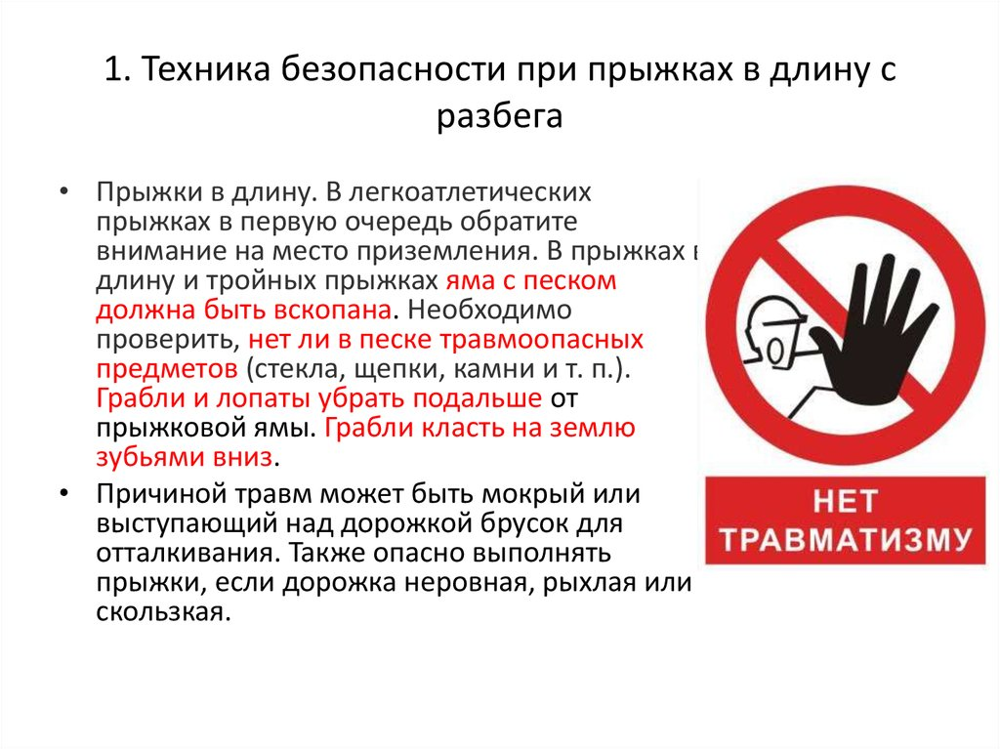 1. Техника безопасности при прыжках в длину с
разбега
• Прыжки в длину. В легкоатлетических
прыжках в первую очередь обратите
внимание на место приземления. В прыжках в
длину и тройных прыжках яма с песком
должна быть вскопана. Необходимо
проверить, нет ли в песке травмоопасных
предметов (стекла, щепки, камни и т. п.).
Грабли и лопаты убрать подальше от
прыжковой ямы. Грабли класть на землю
зубьями вниз.
• Причиной травм может быть мокрый или
выступающий над дорожкой брусок для
отталкивания. Также опасно выполнять
прыжки, если дорожка неровная, рыхлая или
скользкая.
НЕТ
ТРАВМАТИЗМУ